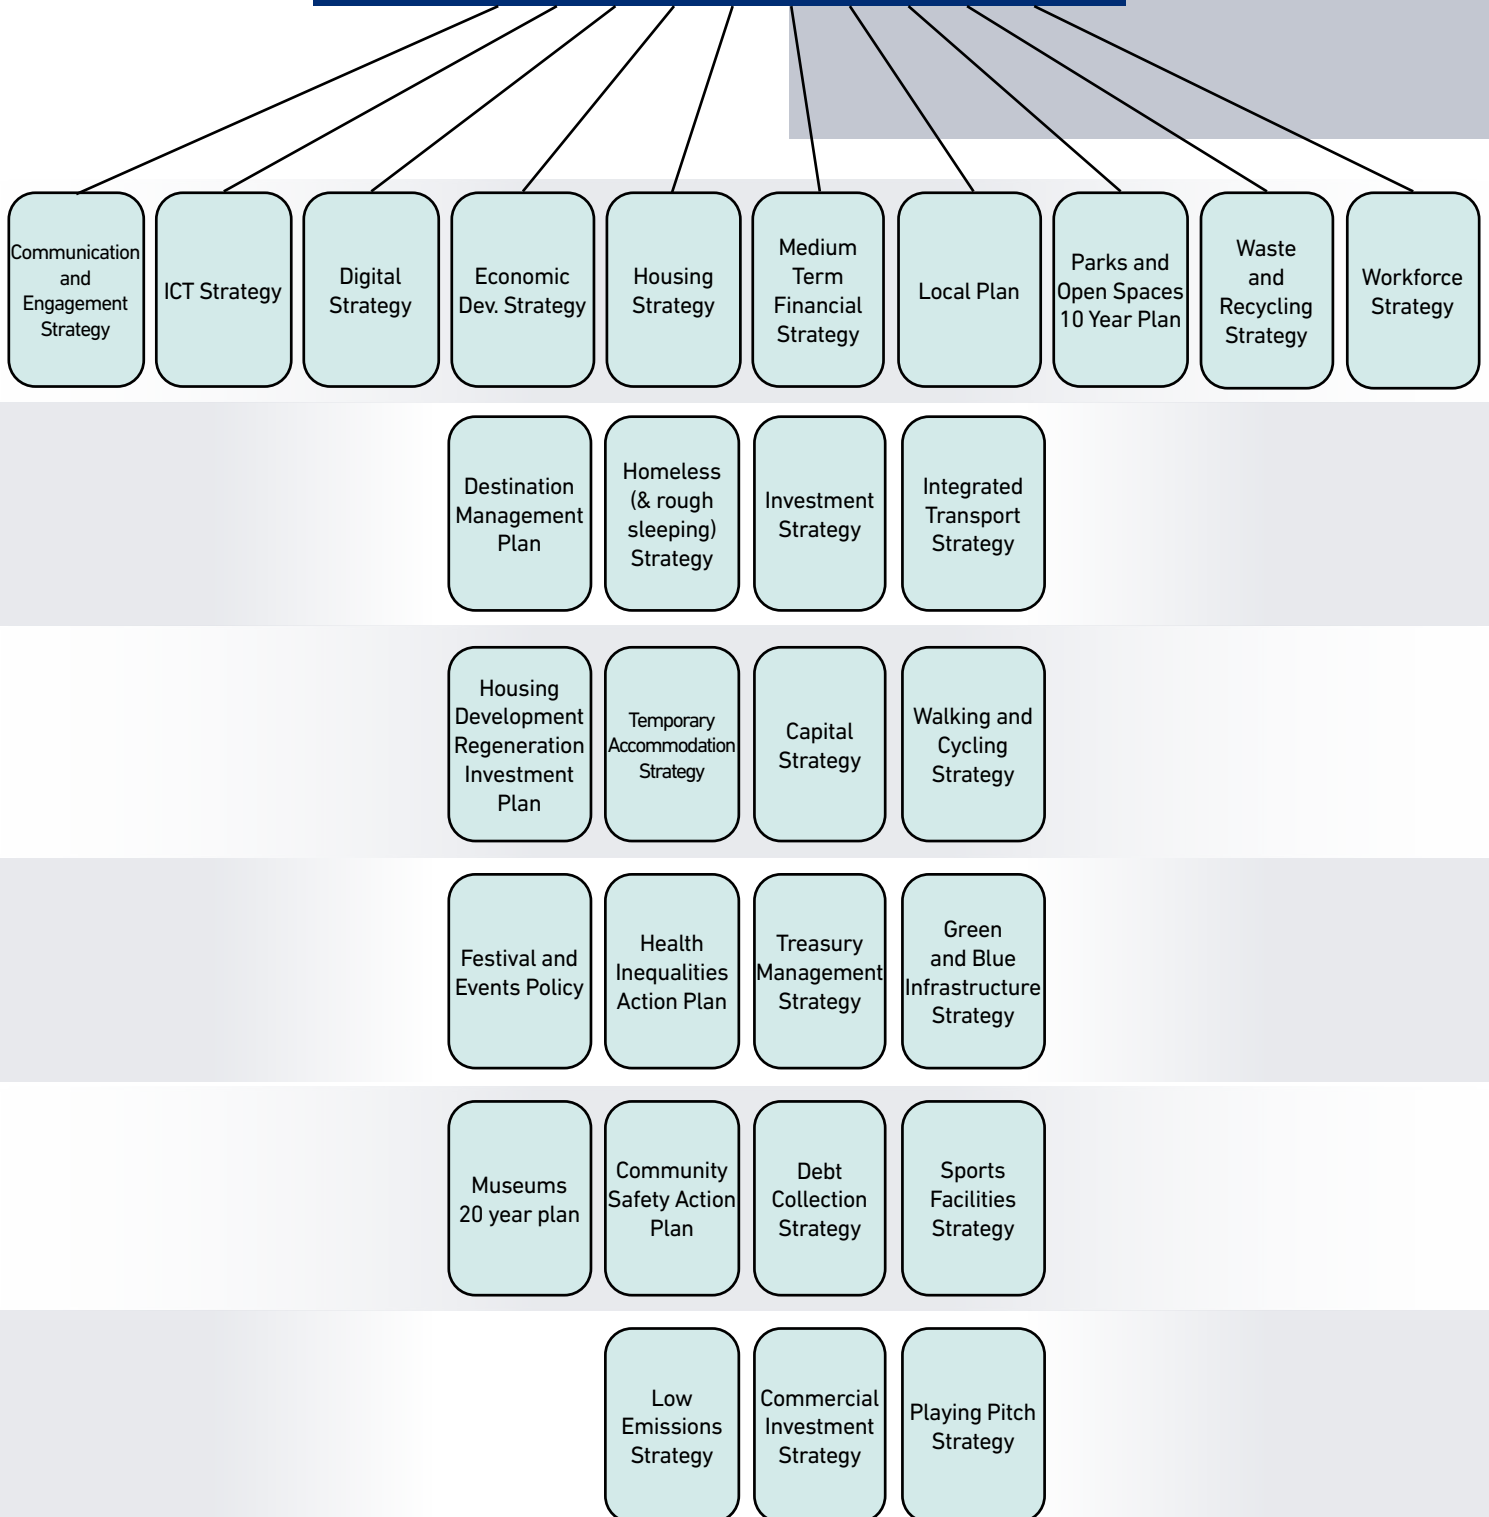 Communication
and
Engagement
Strategy
ICT Strategy
Digital
Strategy
Economic
Dev. Strategy
Housing
Strategy
Medium
Term
Financial
Strategy
Local Plan
Parks and
Open Spaces
10 Year Plan
Waste
and
Recycling
Strategy
Workforce
Strategy
Destination
Management
Plan
Homeless
(& rough
sleeping)
Strategy
Investment
Strategy
Integrated
Transport
Strategy
Housing
Development
Regeneration
Investment
Plan
Temporary
Accommodation
Strategy
Capital
Strategy
Walking and
Cycling
Strategy
Festival and
Events Policy
Health
Inequalities
Action Plan
Treasury
Management
Strategy
Green
and Blue
Infrastructure
Strategy
Museums
20 year plan
Community
Safety Action
Plan
Debt
Collection
Strategy
Sports
Facilities
Strategy
Low
Emissions
Strategy
Commercial
Investment
Strategy
Playing Pitch
Strategy